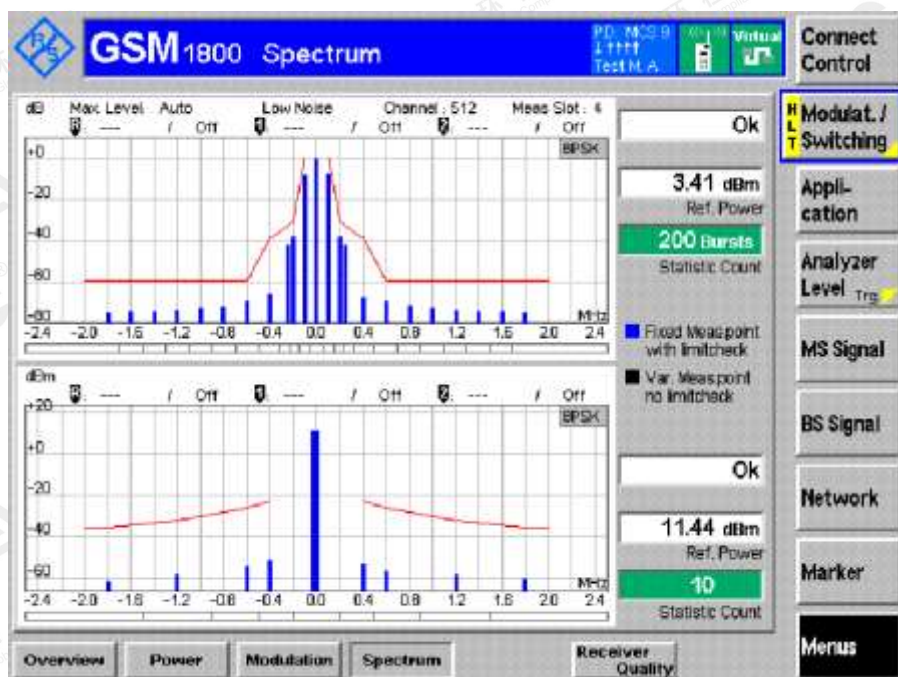 R&S
GSM 1800 Spectrum
PD: MCS 9
Test M. A
Virtual
Connect
Control
dB Max. Level Auto Low Noise Channel : 512 Meas Slot : 4
--- / Off --- / Off --- / Off
8PSK
Ok
H L T
Modulat. /
Switching
+0
-20
-40
-60
-80
MHz
-2.4 -2.0 -1.6 -1.2 -0.8 -0.4 0.0 0.4 0.8 1.2 1.6 2.0 2.4
3.41 dBm
Ref. Power
200 Bursts
Statistic Count
Appli-
cation
Analyzer
Level Trg
Fixed Meas point
with limitcheck
Var. Meas point
no limitcheck
MS Signal
dBm
--- / Off --- / Off --- / Off
8PSK
+20
+0
-20
-40
-60
MHz
-2.4 -2.0 -1.6 -1.2 -0.8 -0.4 0.0 0.4 0.8 1.2 1.6 2.0 2.4
BS Signal
Ok
Network
11.44 dBm
Ref. Power
10
Statistic Count
Marker
Menus
Overview Power Modulation Spectrum Receiver
Quality